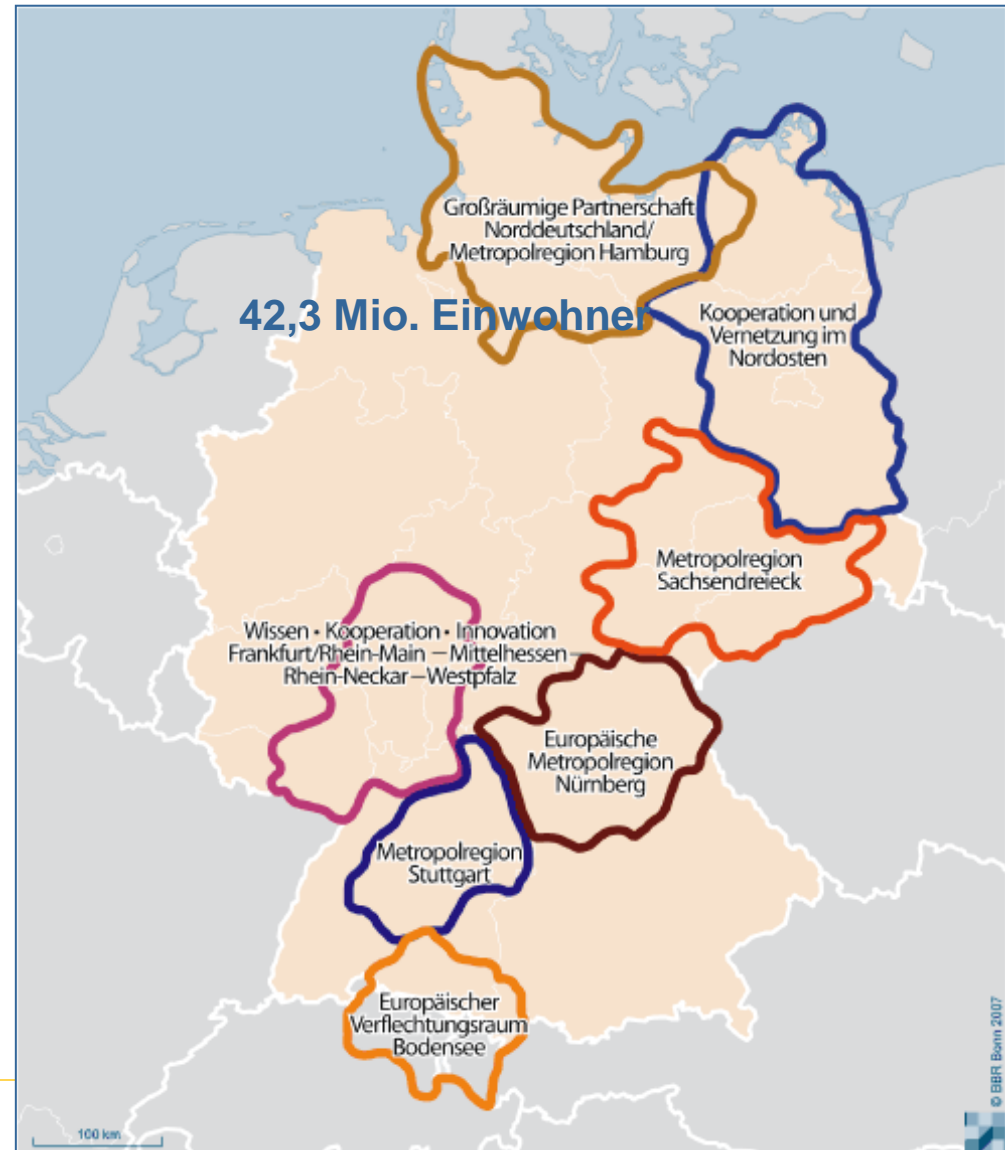 Großräumige Partnerschaft
Norddeutschland/
Metropolregion Hamburg
42,3 Mio. Einwohner
Kooperation und
Vernetzung im
Nordosten
Metropolregion
Sachsendreieck
Wissen • Kooperation • Innovation
Frankfurt/Rhein-Main – Mittelhessen–
Rhein-Neckar–Westpfalz
Europäische
Metropolregion
Nürnberg
Metropolregion
Stuttgart
Europäischer
Verflechtungsraum
Bodensee
© BBR Bonn 2007
100 km